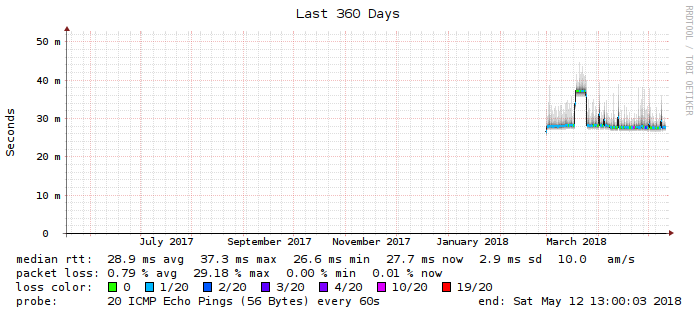 Last 360 Days
RRDTOOL / TOBI OETIKER
Seconds
50 m
40 m
30 m
20 m
10 m
0
July 2017 September 2017 November 2017 January 2018 March 2018
median rtt: 28.9 ms avg 37.3 ms max 26.6 ms min 27.7 ms now 2.9 ms sd 10.0 am/s
packet loss: 0.79 % avg 29.18 % max 0.00 % min 0.01 % now
loss color: 0 1/20 2/20 3/20 4/20 10/20 19/20
probe: 20 ICMP Echo Pings (56 Bytes) every 60s end: Sat May 12 13:00:03 2018